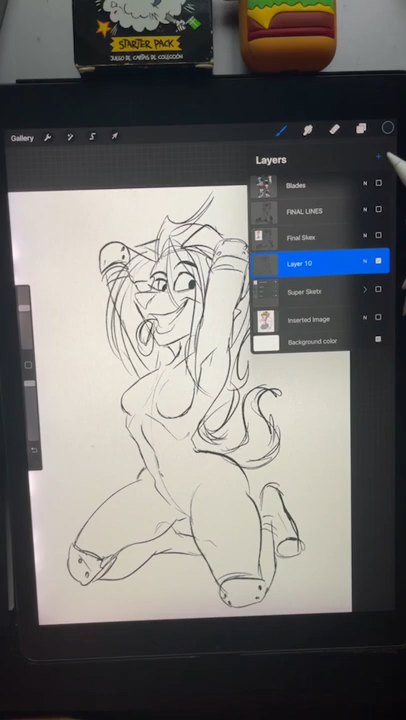 STARTER PACK
JUEGO DE CARTAS DE COLECCIÓN
Gallery
Layers
Blades N
FINAL LINES N
Final Skex N
Layer 10 N
Super Sketx
Inserted Image N
Background color